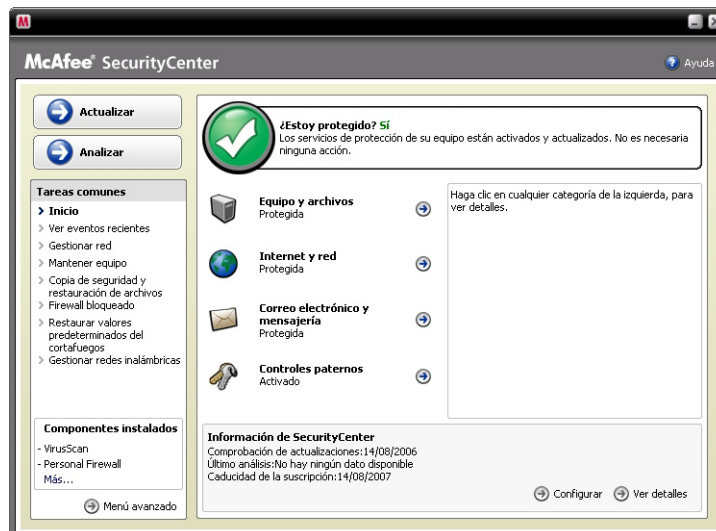 McAfee® SecurityCenter
Ayuda
Actualizar
Analizar
Tareas comunes
Inicio
Ver eventos recientes
Gestionar red
Mantener equipo
Copia de seguridad y
restauración de archivos
Firewall bloqueado
Restaurar valores
predeterminados del
cortafuegos
Gestionar redes inalámbricas
Componentes instalados
- VirusScan
- Personal Firewall
Más...
Menú avanzado
¿Estoy protegido? Sí
Los servicios de protección de su equipo están activados y actualizados. No es necesaria
ninguna acción.
Equipo y archivos
Protegida
Internet y red
Protegida
Correo electrónico y
mensajería
Protegida
Controles paternos
Activado
Haga clic en cualquier categoría de la izquierda, para
ver detalles.
Información de SecurityCenter
Comprobación de actualizaciones:14/08/2006
Último análisis:No hay ningún dato disponible
Caducidad de la suscripción:14/08/2007
Configurar
Ver detalles